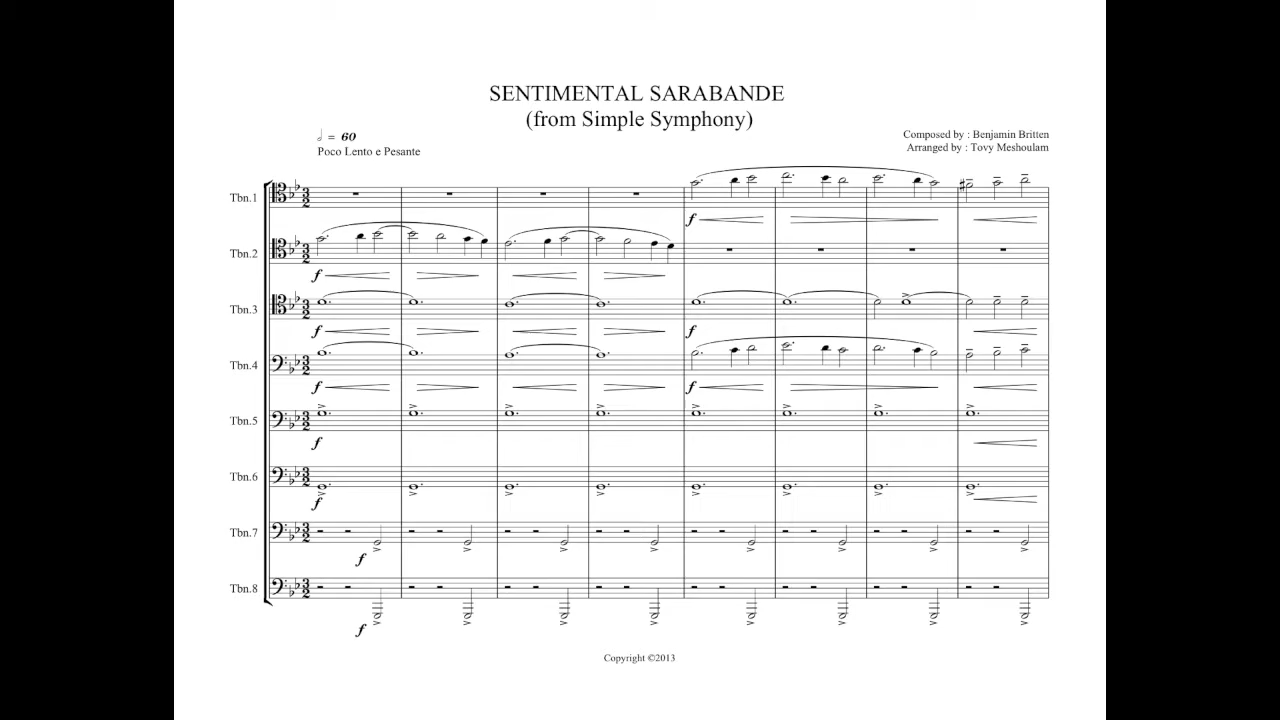 SENTIMENTAL SARABANDE
(from Simple Symphony)
𝅗𝅥 = 60
Poco Lento e Pesante
Composed by : Benjamin Britten
Arranged by : Tovy Meshoulam
Tbn.1
f
Tbn.2
f
Tbn.3
f f
Tbn.4
f f
Tbn.5
f
Tbn.6
f
Tbn.7
f
Tbn.8
f
Copyright ©2013